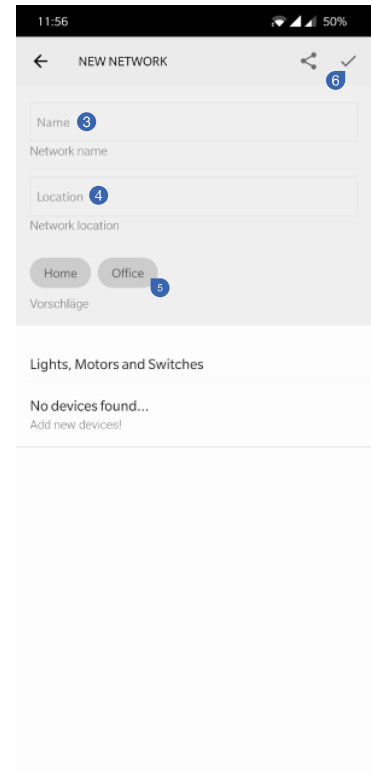 11:56 50%
NEW NETWORK
6
Name 3
Network name
Location 4
Network location
Home Office
5
Vorschläge
Lights, Motors and Switches
No devices found...
Add new devices!